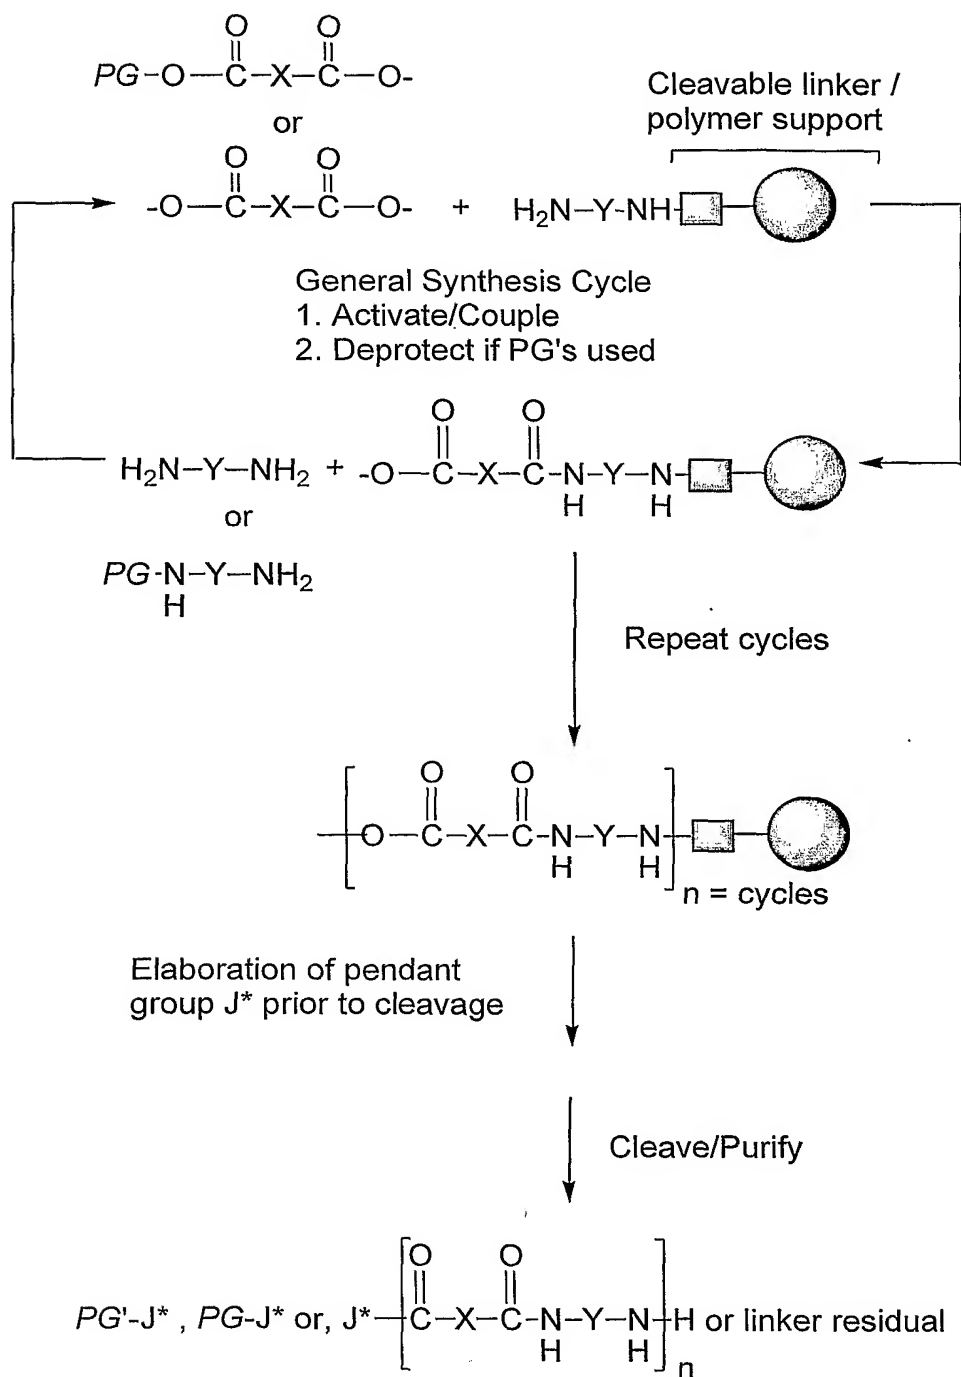 O O
PG-O-C-X-C-O-
or
Cleavable linker /
polymer support
O O
-O-C-X-C-O- + H₂N-Y-NH
General Synthesis Cycle
1. Activate/Couple
2. Deprotect if PG's used
O O
H₂N-Y-NH₂ + -O-C-X-C-N-Y-N
H H
or
PG-N-Y-NH₂
H
Repeat cycles
O O
O-C-X-C-N-Y-N
H H
n = cycles
Elaboration of pendant
group J* prior to cleavage
Cleave/Purify
O O
PG'-J* , PG-J* or, J*-C-X-C-N-Y-N-H or linker residual
H H
n